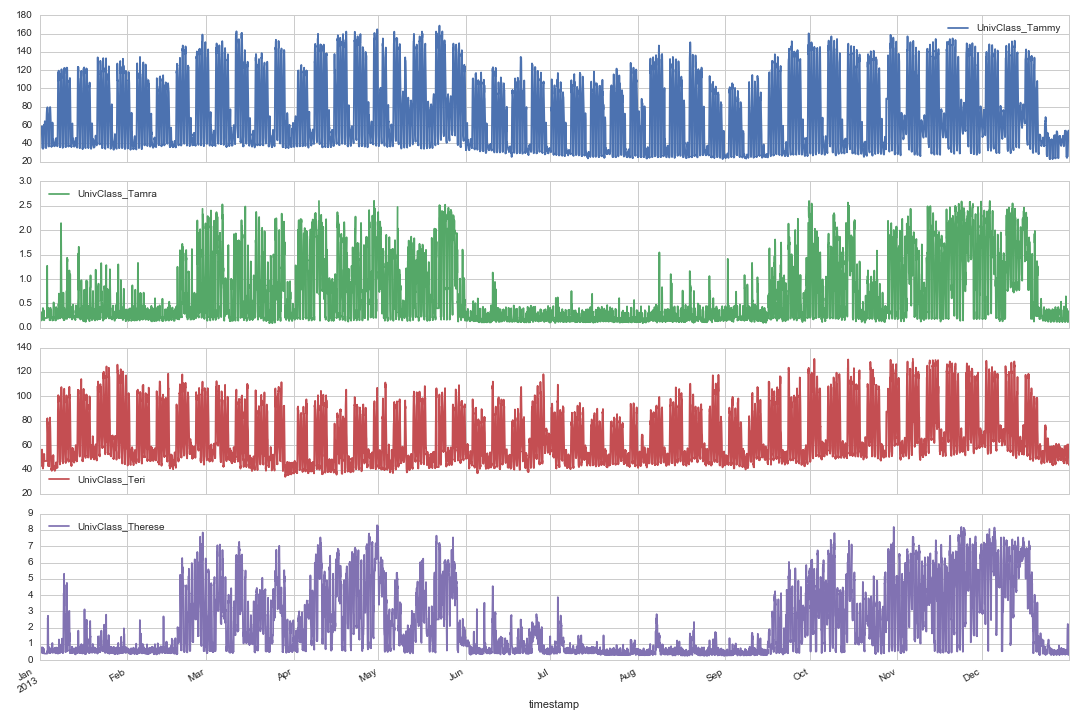 180
160
140
120
100
80
60
40
20
UnivClass_Tammy
3.0
2.5
2.0
1.5
1.0
0.5
0.0
UnivClass_Tamra
140
120
100
80
60
40
20
UnivClass_Teri
9
8
7
6
5
4
3
2
1
0
UnivClass_Therese
Jan
2013
Feb
Mar
Apr
May
Jun
Jul
Aug
Sep
Oct
Nov
Dec
timestamp